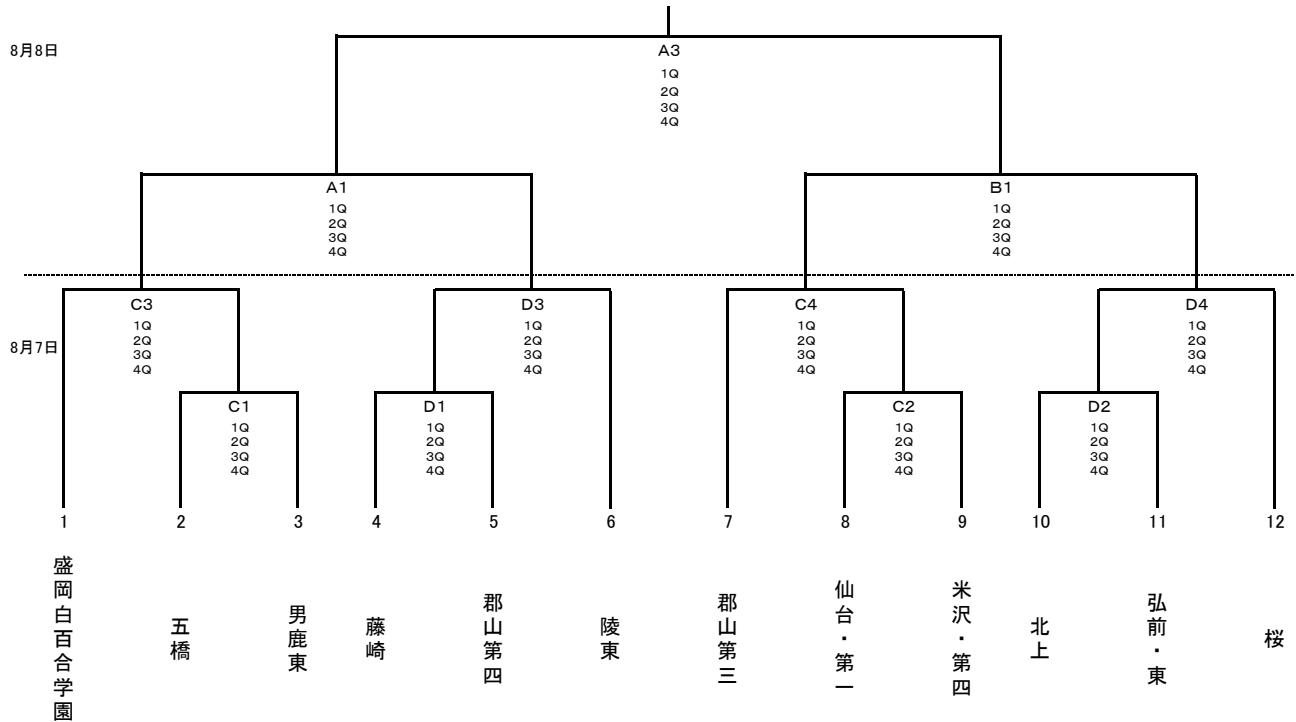 8月8日
A3
1Q
2Q
3Q
4Q
A1
1Q
2Q
3Q
4Q
B1
1Q
2Q
3Q
4Q
8月7日
C3
1Q
2Q
3Q
4Q
D3
1Q
2Q
3Q
4Q
C4
1Q
2Q
3Q
4Q
D4
1Q
2Q
3Q
4Q
C1
1Q
2Q
3Q
4Q
D1
1Q
2Q
3Q
4Q
C2
1Q
2Q
3Q
4Q
D2
1Q
2Q
3Q
4Q
1
2
3
4
5
6
7
8
9
10
11
12
盛岡白百合学園
五橋
男鹿東
藤崎
郡山第四
陵東
郡山第三
仙台・第一
米沢・第四
北上
弘前・東
桜